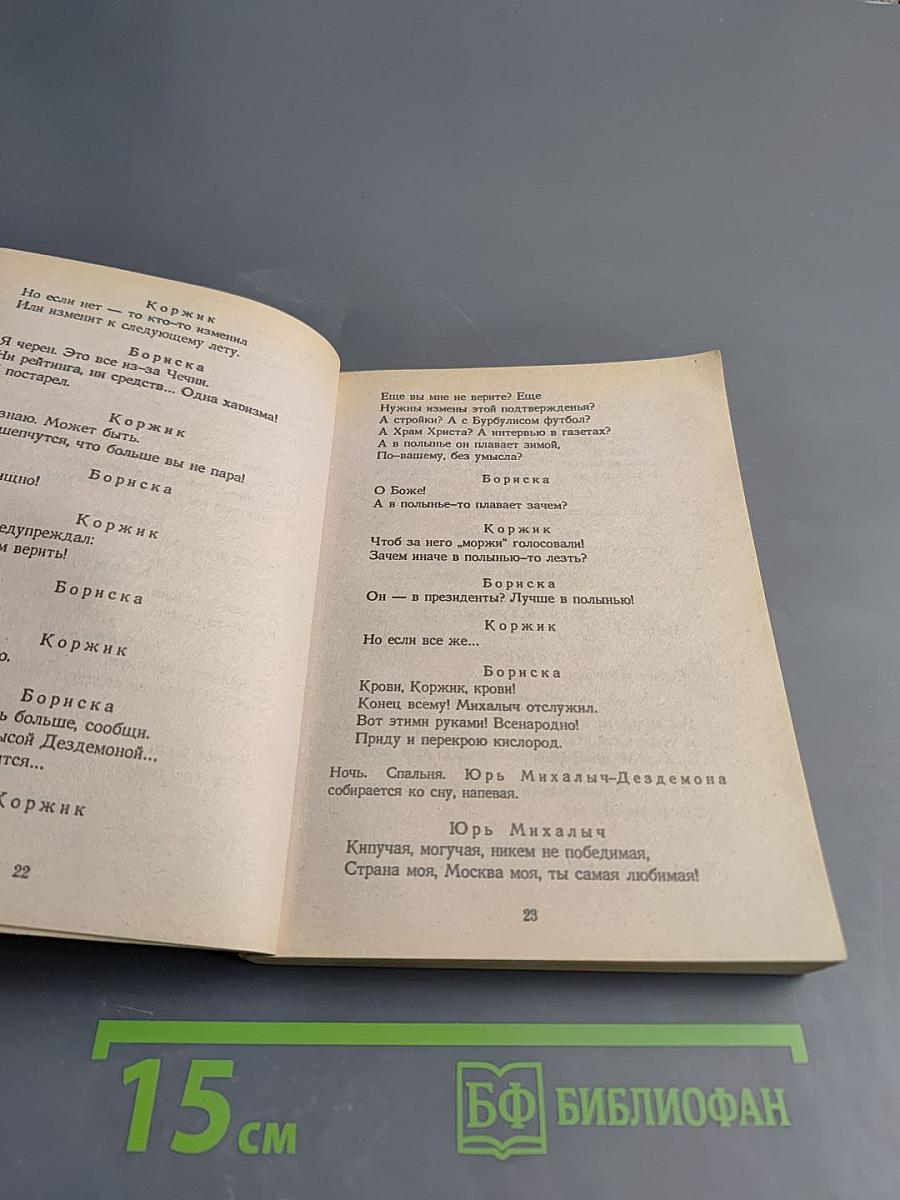 Коржик
Но если нет — то кто-то изменил
Или изменит к следующему лету.
Бориска
Я черен. Это все из-за Чечни.
Ни рейтинга, ни средств... Одна харизма!
постарел.
Коржик
знаю. Может быть.
шепчутся, что больше вы не пара!
Бориска
ищно!
Коржик
едупреждал:
м верить!
Бориска
Коржик
о.
Бориска
ь больше, сообщи.
ысой Дездемоной...
ится...
Коржик
22
Еще вы мне не верите? Еще
Нужны измены этой подтвержденья?
А стройки? А с Бурбулисом футбол?
А Храм Христа? А интервью в газетах?
А в полынье он плавает зимой,
По-вашему, без умысла?
Бориска
О Боже!
А в полынье-то плавает зачем?
Коржик
Чтоб за него „моржи“ голосовали!
Зачем иначе в полынью-то лезть?
Бориска
Он — в президенты? Лучше в полынью!
Коржик
Но если все же...
Бориска
Крови, Коржик, крови!
Конец всему! Михалыч отслужил.
Вот этими руками! Всенародно!
Приду и перекрою кислород.
Ночь. Спальня. Юрь Михалыч-Дездемона
собирается ко сну, напевая.
Юрь Михалыч
Кипучая, могучая, никем не победимая,
Страна моя, Москва моя, ты самая любимая!
23
15 см
БФ БИБЛИОФАН